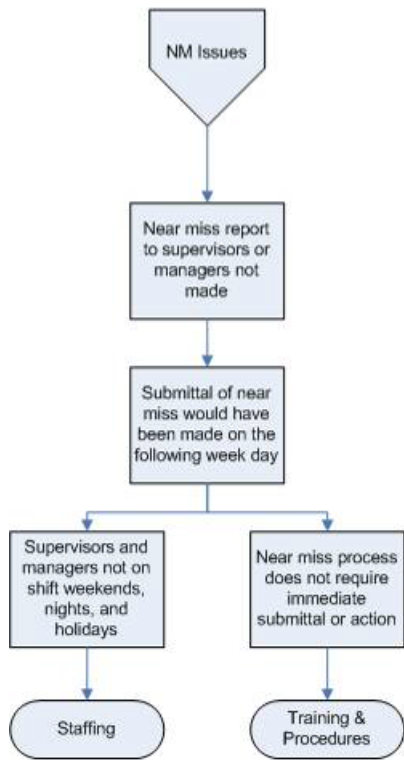 NM Issues
Near miss report
to supervisors or
managers not
made
Submittal of near
miss would have
been made on the
following week day
Supervisors and
managers not on
shift weekends,
nights, and
holidays
Near miss process
does not require
immediate
submittal or action
Staffing
Training &
Procedures